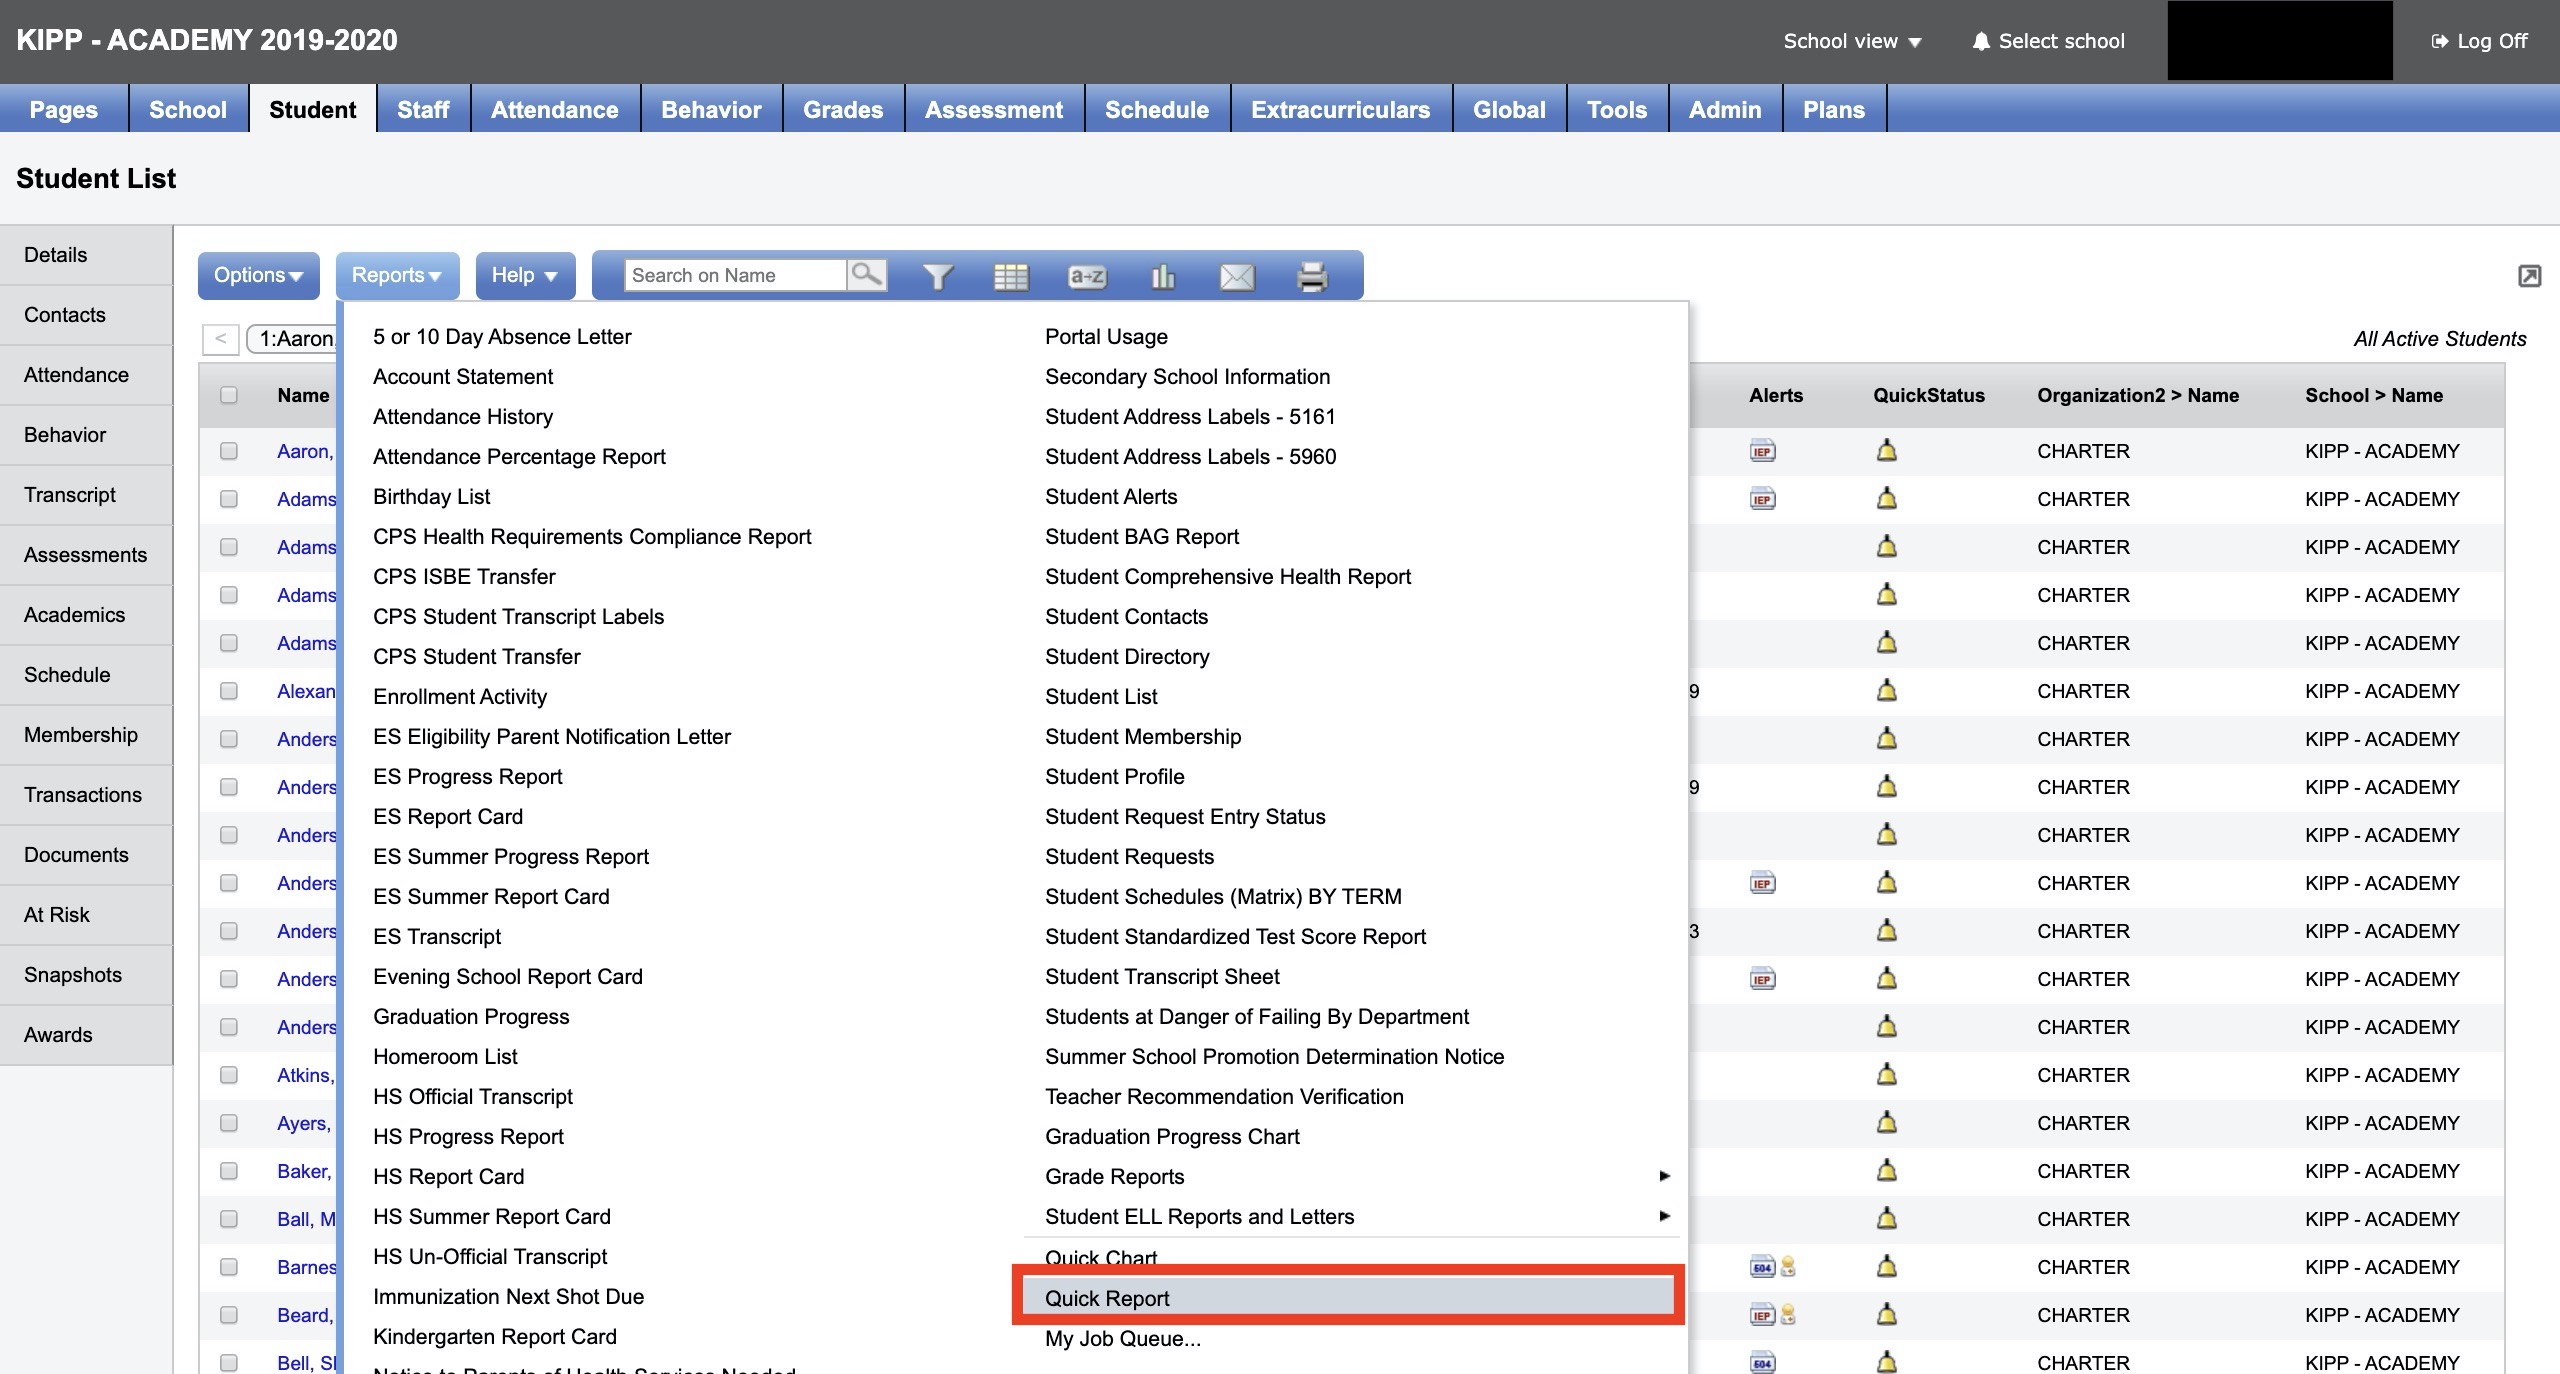 KIPP - ACADEMY 2019-2020
School view
Select school
Log Off
Pages
School
Student
Staff
Attendance
Behavior
Grades
Assessment
Schedule
Extracurriculars
Global
Tools
Admin
Plans
Student List
Details
Contacts
Attendance
Behavior
Transcript
Assessments
Academics
Schedule
Membership
Transactions
Documents
At Risk
Snapshots
Awards
Options
Reports
Help
Search on Name
a-z
<
1:Aaron,
All Active Students
Name
Aaron,
Adams
Adams
Adams
Adams
Alexan
Anders
Anders
Anders
Anders
Anders
Anders
Anders
Atkins,
Ayers,
Baker,
Ball, M
Barnes
Beard,
Bell, Sh
5 or 10 Day Absence Letter
Account Statement
Attendance History
Attendance Percentage Report
Birthday List
CPS Health Requirements Compliance Report
CPS ISBE Transfer
CPS Student Transcript Labels
CPS Student Transfer
Enrollment Activity
ES Eligibility Parent Notification Letter
ES Progress Report
ES Report Card
ES Summer Progress Report
ES Summer Report Card
ES Transcript
Evening School Report Card
Graduation Progress
Homeroom List
HS Official Transcript
HS Progress Report
HS Report Card
HS Summer Report Card
HS Un-Official Transcript
Immunization Next Shot Due
Kindergarten Report Card
Notice to Parents of Health Services Needed
Portal Usage
Secondary School Information
Student Address Labels - 5161
Student Address Labels - 5960
Student Alerts
Student BAG Report
Student Comprehensive Health Report
Student Contacts
Student Directory
Student List
Student Membership
Student Profile
Student Request Entry Status
Student Requests
Student Schedules (Matrix) BY TERM
Student Standardized Test Score Report
Student Transcript Sheet
Students at Danger of Failing By Department
Summer School Promotion Determination Notice
Teacher Recommendation Verification
Graduation Progress Chart
Grade Reports
Student ELL Reports and Letters
Quick Chart
Quick Report
My Job Queue...
Alerts QuickStatus Organization2 > Name School > Name
IEP CHARTER KIPP - ACADEMY
IEP CHARTER KIPP - ACADEMY
CHARTER KIPP - ACADEMY
CHARTER KIPP - ACADEMY
CHARTER KIPP - ACADEMY
9 CHARTER KIPP - ACADEMY
CHARTER KIPP - ACADEMY
9 CHARTER KIPP - ACADEMY
CHARTER KIPP - ACADEMY
IEP CHARTER KIPP - ACADEMY
3 CHARTER KIPP - ACADEMY
IEP CHARTER KIPP - ACADEMY
CHARTER KIPP - ACADEMY
CHARTER KIPP - ACADEMY
CHARTER KIPP - ACADEMY
CHARTER KIPP - ACADEMY
CHARTER KIPP - ACADEMY
504 CHARTER KIPP - ACADEMY
IEP CHARTER KIPP - ACADEMY
504 CHARTER KIPP - ACADEMY